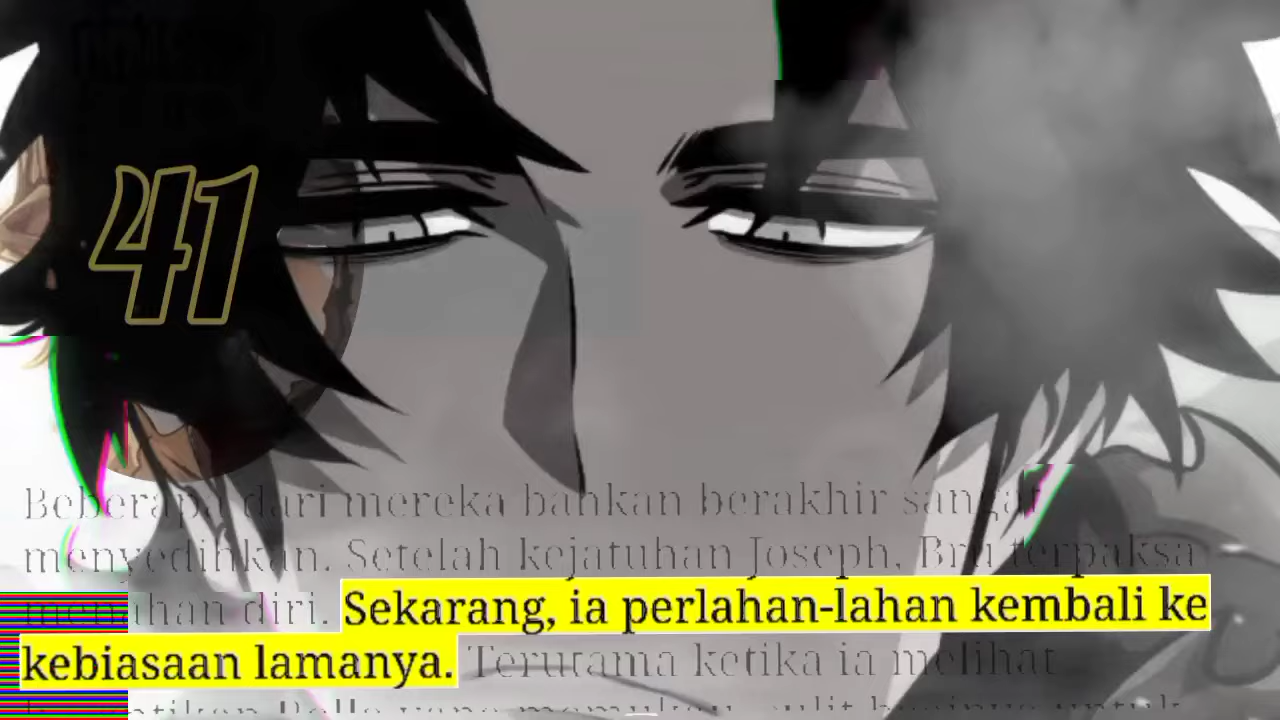 41
Beberapa dari mereka bahkan berakhir sangat
menyedihkan. Setelah kejatuhan Joseph, Bru terpaksa
menahan diri. Sekarang, ia perlahan-lahan kembali ke
kebiasaan lamanya. Terutama ketika ia melihat